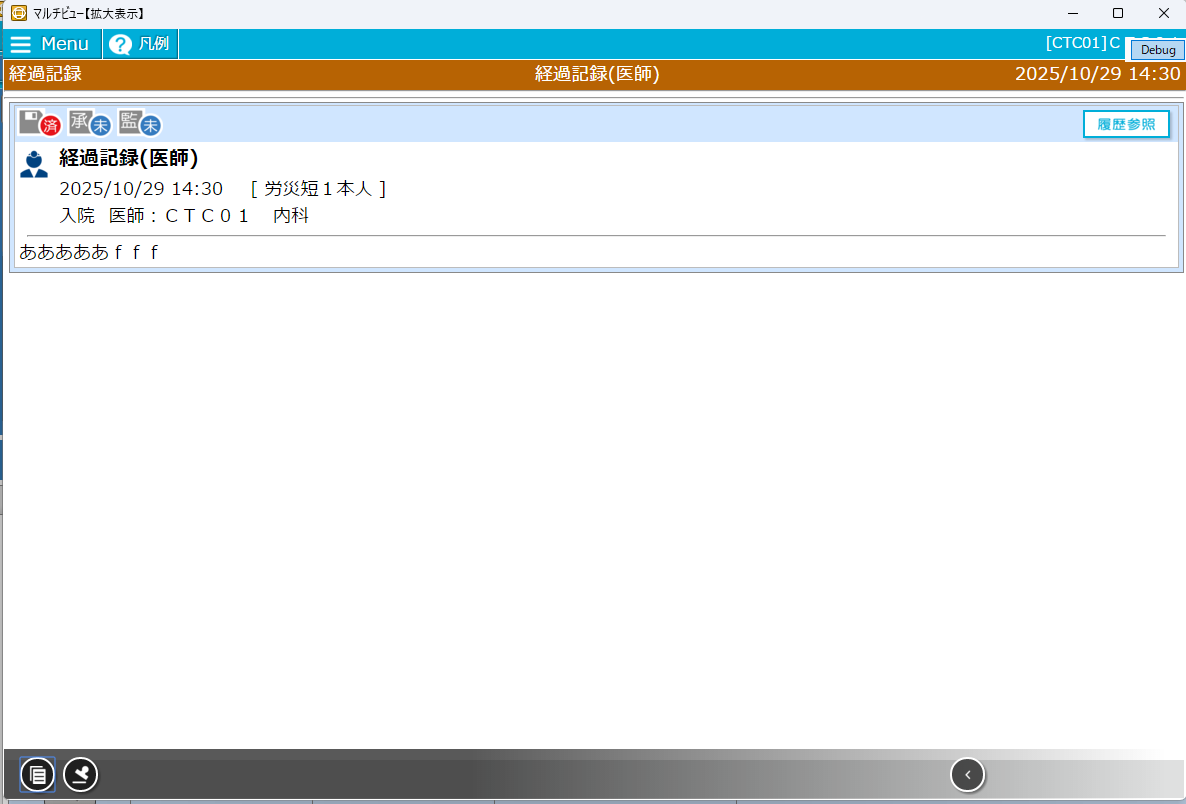 マルチビュー【拡大表示】
Menu
? 凡例
[CTC01]C
Debug
経過記録 経過記録(医師) 2025/10/29 14:30
済 承 未 監 未 履歴参照
経過記録(医師)
2025/10/29 14:30 [ 労災短１本人 ]
入院 医師：ＣＴＣ０１ 内科
あああああｆｆｆ